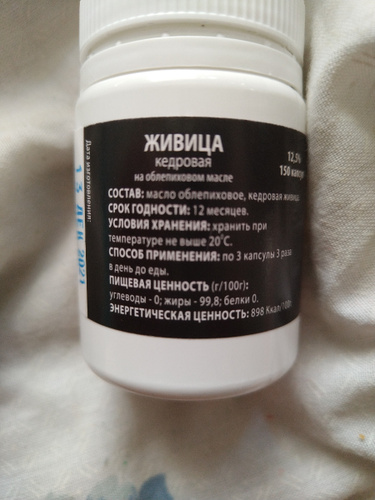 ЖИВИЦА
кедровая
на облепиховом масле
12,5%
150 капсул
СОСТАВ: масло облепиховое, кедровая живица
СРОК ГОДНОСТИ: 12 месяцев.
УСЛОВИЯ ХРАНЕНИЯ: хранить при
температуре не выше 20°С.
СПОСОБ ПРИМЕНЕНИЯ: по 3 капсулы 3 раза
в день до еды.
ПИЩЕВАЯ ЦЕННОСТЬ (г/100г):
углеводы - 0; жиры - 99,8; белки 0.
ЭНЕРГЕТИЧЕСКАЯ ЦЕННОСТЬ: 898 Ккал/100г
Дата изготовления:
13 ДЕК 2021